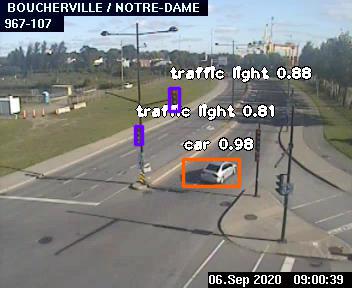 BOUCHERVILLE / NOTRE-DAME
967-107
traffic light 0.88
traffic light 0.81
car 0.98
06.Sep 2020 09:00:39